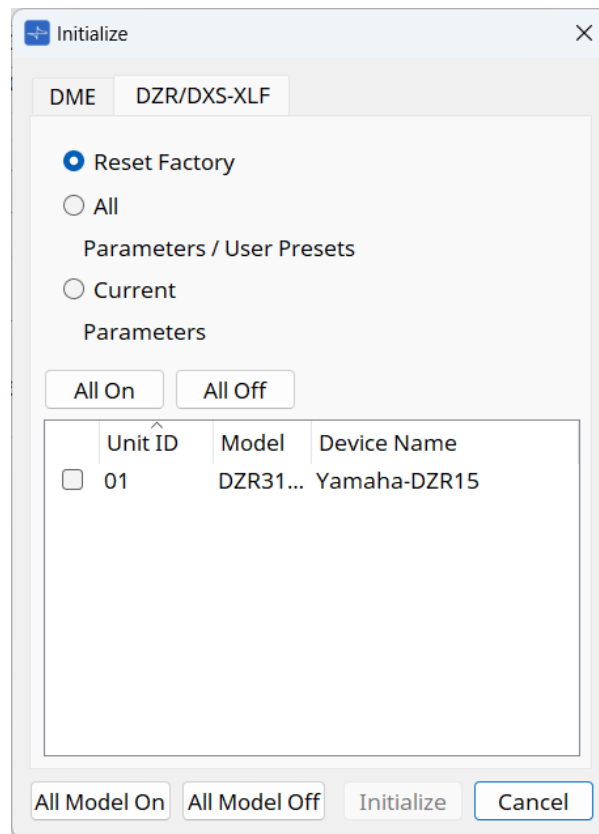 Initialize
DME DZR/DXS-XLF
Reset Factory
All
Parameters / User Presets
Current
Parameters
All On All Off
Unit ID Model Device Name
01 DZR31... Yamaha-DZR15
All Model On All Model Off Initialize Cancel